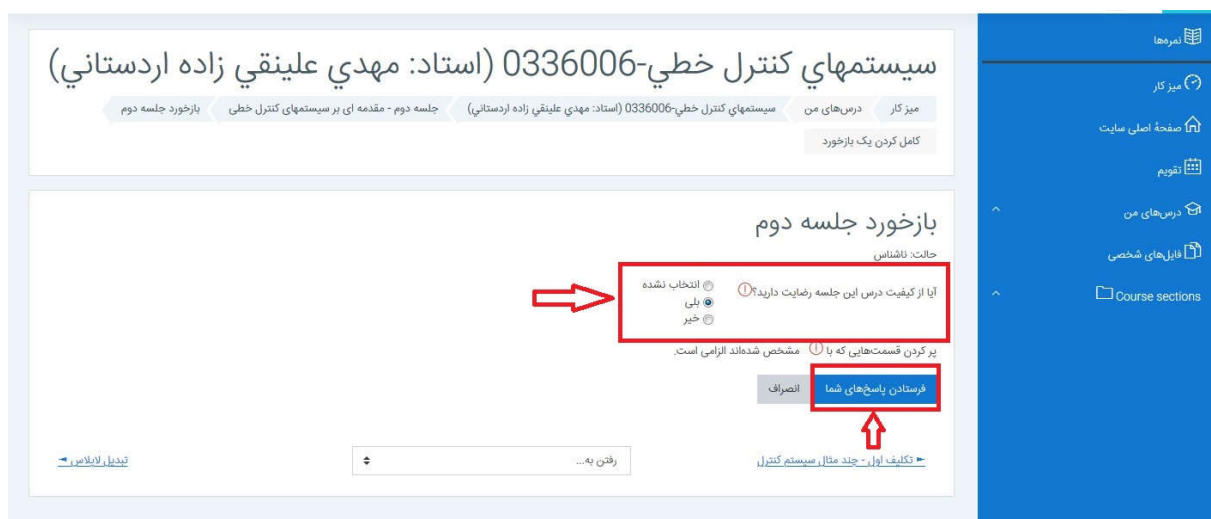 نمره‌ها
میز کار
صفحهٔ اصلی سایت
تقویم
درس‌های من
فایل‌های شخصی
Course sections
سيستمهاي كنترل خطي-0336006 (استاد: مهدي علينقي زاده اردستاني)
میز کار
درس‌های من
سيستمهاي كنترل خطي-0336006 (استاد: مهدي علينقي زاده اردستاني)
جلسه دوم - مقدمه ای بر سیستمهای کنترل خطی
بازخورد جلسه دوم
کامل کردن یک بازخورد
بازخورد جلسه دوم
حالت: ناشناس
آیا از کیفیت درس این جلسه رضایت دارید؟
انتخاب نشده
بلی
خیر
پر کردن قسمت‌هایی که با مشخص شده‌اند الزامی است.
فرستادن پاسخ‌های شما
انصراف
◄ تکلیف اول - چند مثال سیستم کنترل
رفتن به...
تبدیل لاپلاس ►